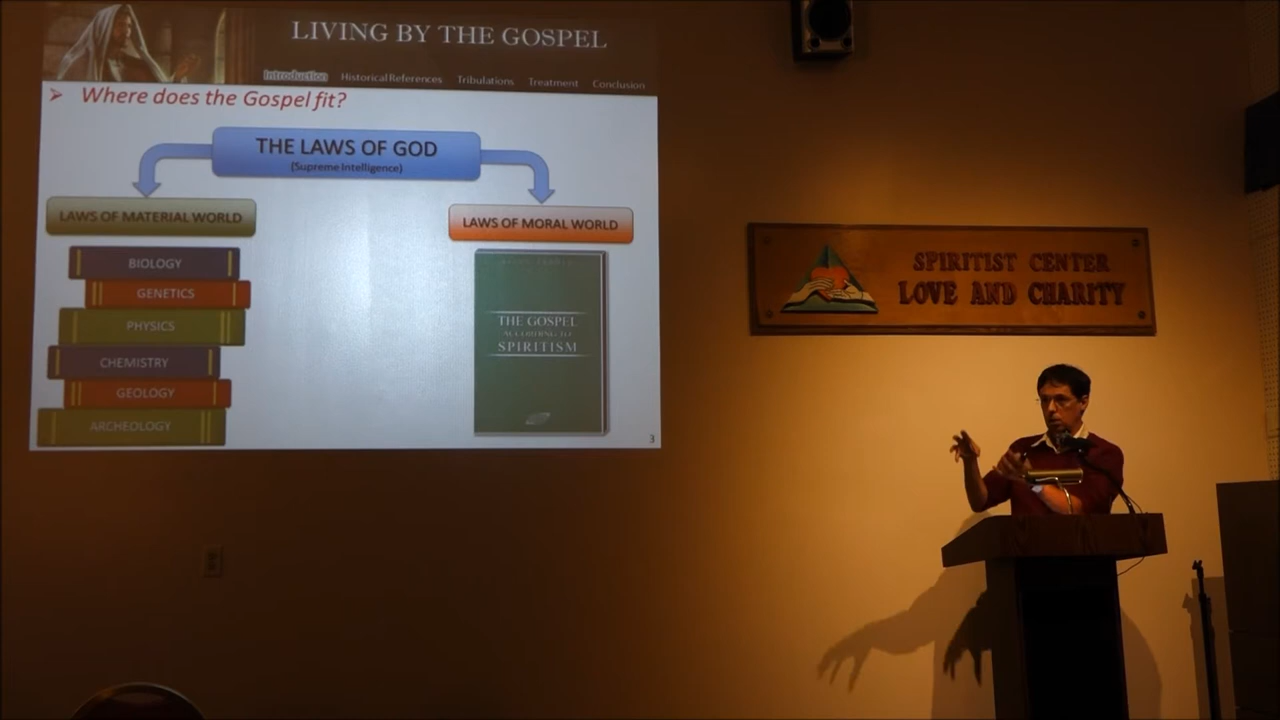 LIVING BY THE GOSPEL
Introduction Historical References Tribulations Treatment Conclusion
➤ Where does the Gospel fit?
THE LAWS OF GOD
(Supreme Intelligence)
LAWS OF MATERIAL WORLD
BIOLOGY
GENETICS
PHYSICS
CHEMISTRY
GEOLOGY
ARCHEOLOGY
LAWS OF MORAL WORLD
THE GOSPEL
ACCORDING TO
SPIRITISM
3
SPIRITIST CENTER
LOVE AND CHARITY